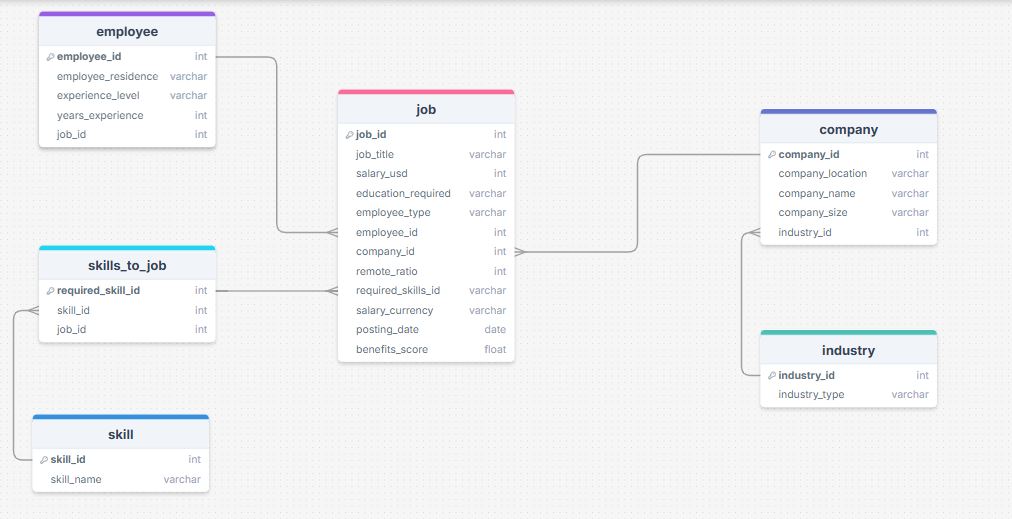 employee
employee_id int
employee_residence varchar
experience_level varchar
years_experience int
job_id int
job
job_id int
job_title varchar
salary_usd int
education_required varchar
employee_type varchar
employee_id int
company_id int
remote_ratio int
required_skills_id varchar
salary_currency varchar
posting_date date
benefits_score float
company
company_id int
company_location varchar
company_name varchar
company_size varchar
industry_id int
skills_to_job
required_skill_id int
skill_id int
job_id int
industry
industry_id int
industry_type varchar
skill
skill_id int
skill_name varchar